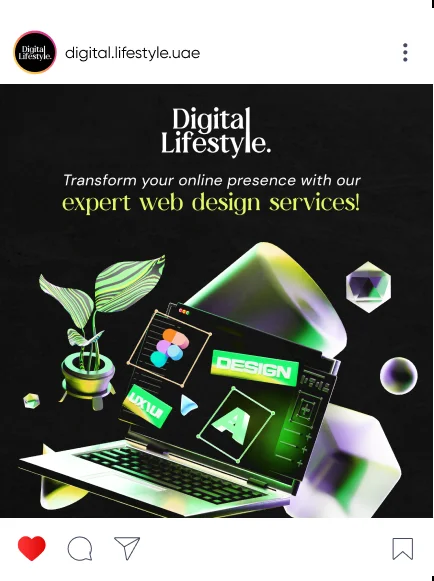 Digital
Lifestyle.
digital.lifestyle.uae
Digital
Lifestyle.
Transform your online presence with our
expert web design services!
DESIGN
UX\UI
A